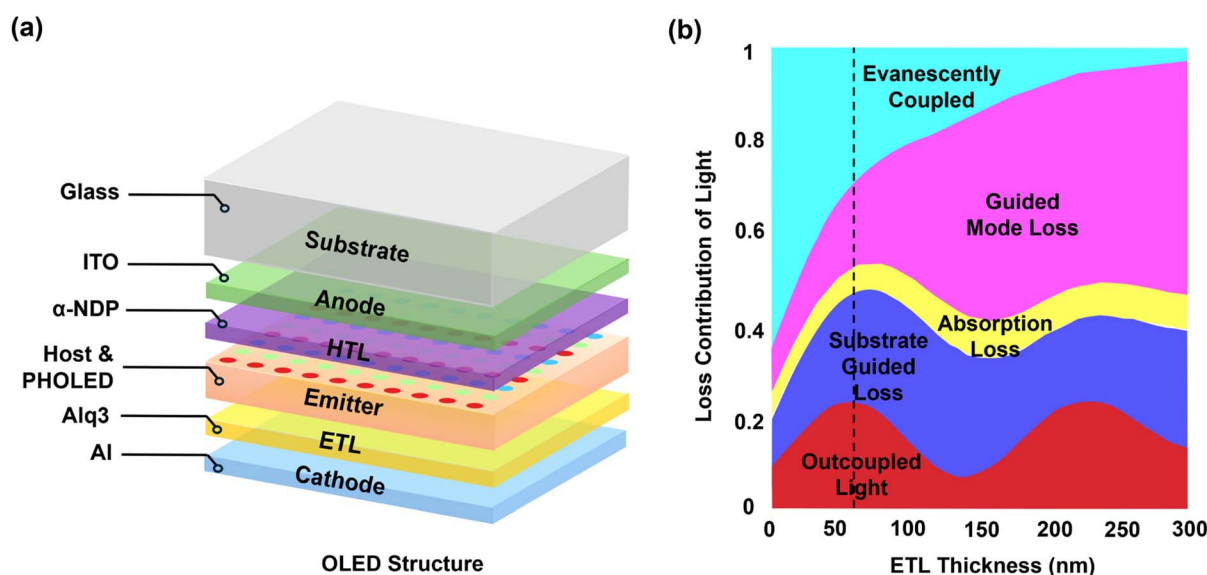 (a)
Glass
ITO
α-NDP
Host &
PHOLED
Alq3
Al
Substrate
Anode
HTL
Emitter
ETL
Cathode
OLED Structure
(b)
Loss Contribution of Light
1
0.8
0.6
0.4
0.2
0
Evanescently
Coupled
Guided
Mode Loss
Absorption
Loss
Substrate
Guided
Loss
Outcoupled
Light
0
50
100
150
200
250
300
ETL Thickness (nm)